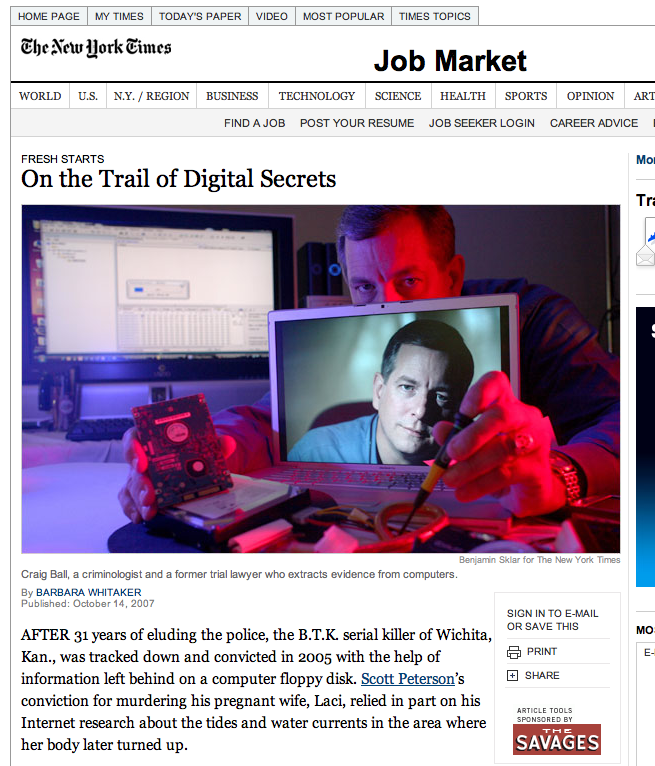 HOME PAGE MY TIMES TODAY'S PAPER VIDEO MOST POPULAR TIMES TOPICS
The New York Times
Job Market
WORLD U.S. N.Y. / REGION BUSINESS TECHNOLOGY SCIENCE HEALTH SPORTS OPINION ART
FIND A JOB POST YOUR RESUME JOB SEEKER LOGIN CAREER ADVICE
FRESH STARTS
On the Trail of Digital Secrets
Benjamin Sklar for The New York Times
Craig Ball, a criminologist and a former trial lawyer who extracts evidence from computers.
By BARBARA WHITAKER
Published: October 14, 2007
AFTER 31 years of eluding the police, the B.T.K. serial killer of Wichita,
Kan., was tracked down and convicted in 2005 with the help of
information left behind on a computer floppy disk. Scott Peterson's
conviction for murdering his pregnant wife, Laci, relied in part on his
Internet research about the tides and water currents in the area where
her body later turned up.
SIGN IN TO E-MAIL
OR SAVE THIS
PRINT
SHARE
ARTICLE TOOLS
SPONSORED BY
THE
SAVAGES
Mo
Tra
MO
E-